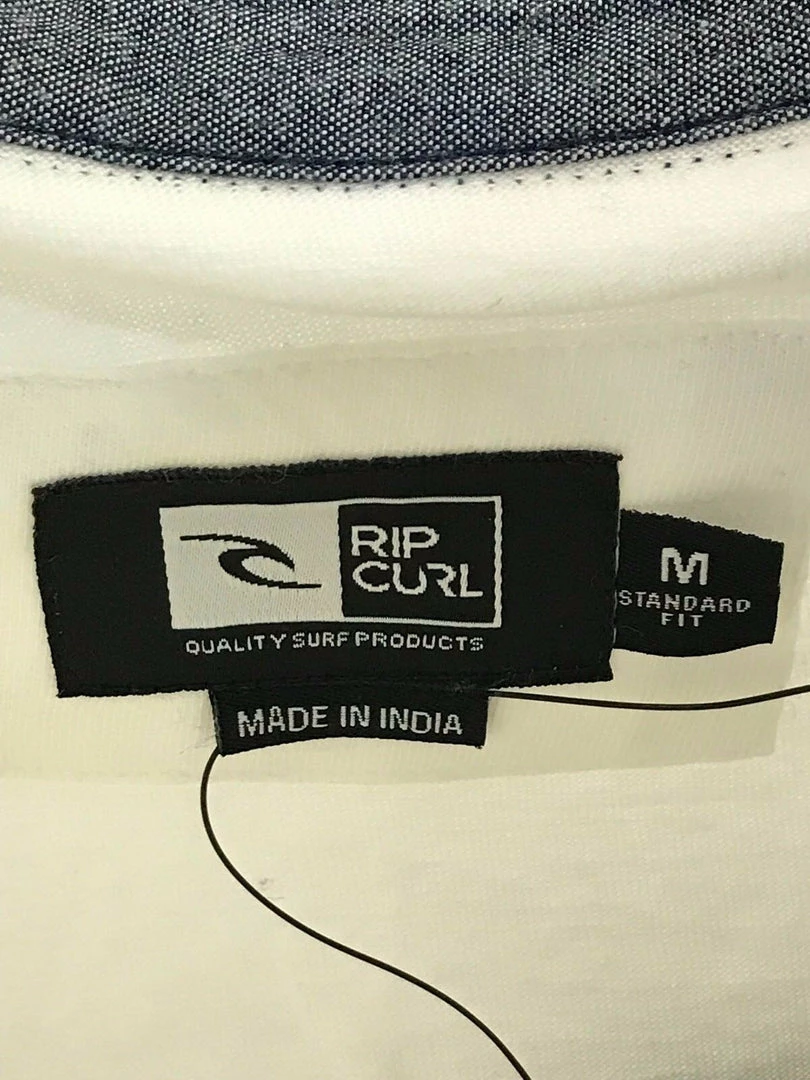 RIP
CURL
QUALITY SURF PRODUCTS
M
STANDARD
FIT
MADE IN INDIA